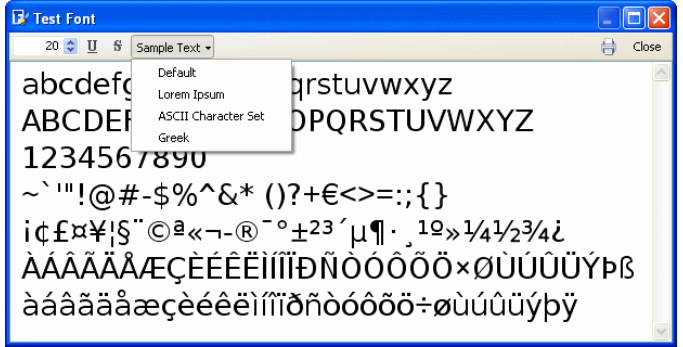 Test Font
20 U S Sample Text Close
Default
Lorem Ipsum
ASCII Character Set
Greek
abcdefg qrstuvwxyz
ABCDEF OPQRSTUVWXYZ
1234567890
~`'"!@#-$%^&* ()?+€<>=:;{}
¡¢£¤¥¦§¨©ª«¬-®¯°±²³´µ¶·¸¹º»¼½¾¿
ÀÁÂÃÄÅÆÇÈÉÊËÌÍÎÏÐÑÒÓÔÕÖ×ØÙÚÛÜÝÞß
àáâãäåæçèéêëìíîïðñòóôõö÷øùúûüýþÿ